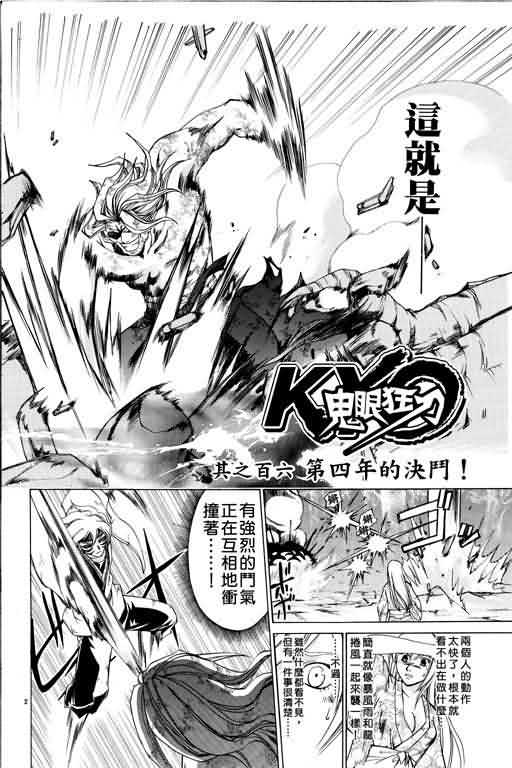 這就是──
KYO
鬼眼狂刀
其之百六 第四年的決鬥!
鏘
鏘
鏘
兩個人的動作
太快了,根本就
看不出在做什麼…
簡直就像暴風雨和龍
捲風一起來襲一樣!
…不過…
雖然什麼都看不見,
但有一件事很清楚…
有強烈的鬥氣
正在互相地衝
撞著……!
2